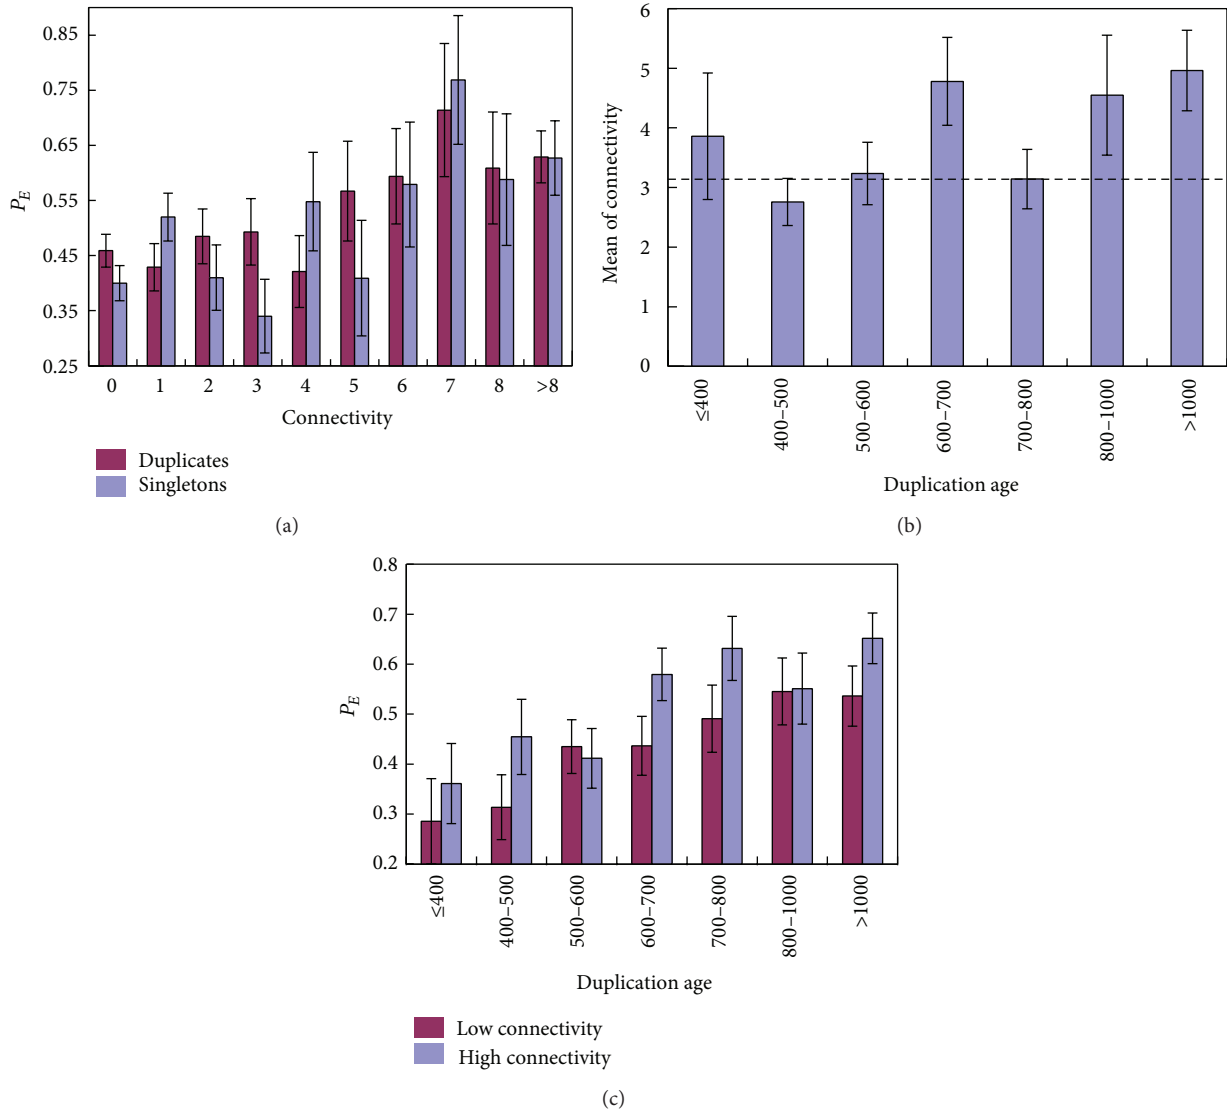 0.85
0.75
0.65
0.55
0.45
0.35
0.25
P_E
0 1 2 3 4 5 6 7 8 >8
Connectivity
Duplicates
Singletons
(a)
6
5
4
3
2
1
0
Mean of connectivity
≤400 400–500 500–600 600–700 700–800 800–1000 >1000
Duplication age
(b)
0.8
0.7
0.6
0.5
0.4
0.3
0.2
P_E
≤400 400–500 500–600 600–700 700–800 800–1000 >1000
Duplication age
Low connectivity
High connectivity
(c)